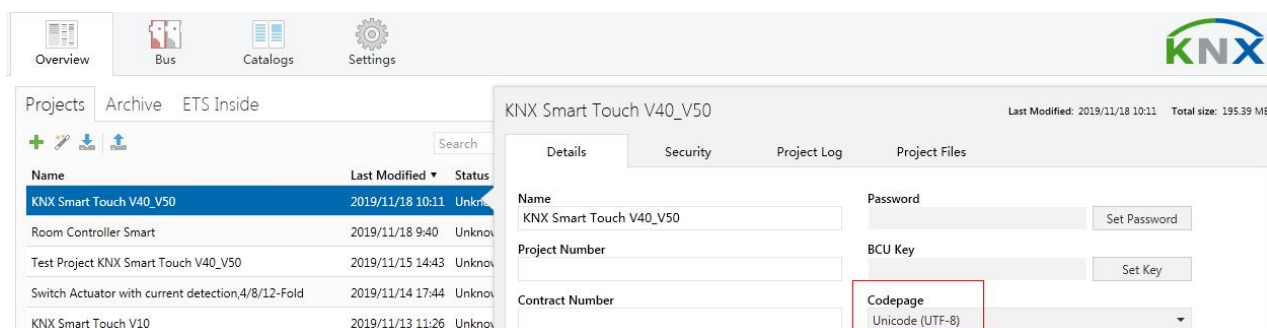 Overview Bus Catalogs Settings
KNX
Projects Archive ETS Inside
Search
Name Last Modified Status
KNX Smart Touch V40_V50 2019/11/18 10:11
Room Controller Smart 2019/11/18 9:40
Test Project KNX Smart Touch V40_V50 2019/11/15 14:43
Switch Actuator with current detection,4/8/12-Fold 2019/11/14 17:44
KNX Smart Touch V10 2019/11/13 11:26
KNX Smart Touch V40_V50
Last Modified: 2019/11/18 10:11 Total size: 195.39
Details Security Project Log Project Files
Name
KNX Smart Touch V40_V50
Password
Set Password
Project Number
BCU Key
Set Key
Contract Number
Codepage
Unicode (UTF-8)